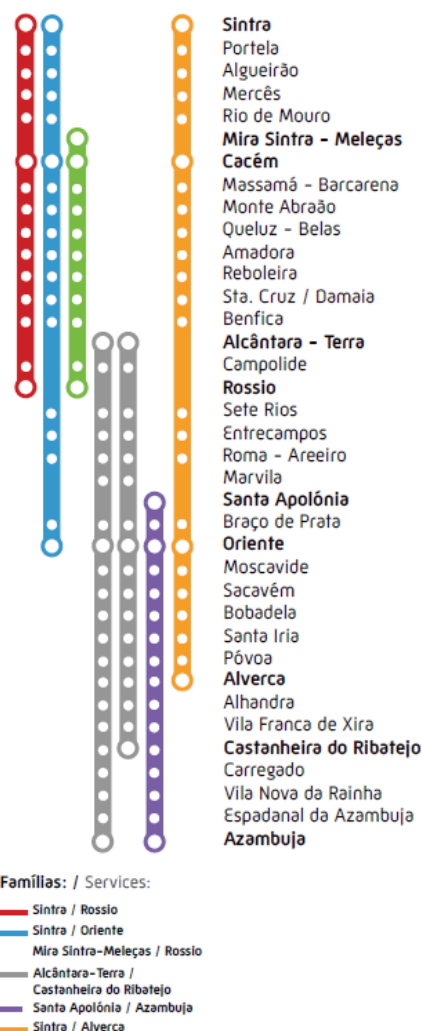 Sintra
Portela
Algueirão
Mercês
Rio de Mouro
Mira Sintra - Meleças
Cacém
Massamá - Barcarena
Monte Abraão
Queluz - Belas
Amadora
Reboleira
Sta. Cruz / Damaia
Benfica
Alcântara - Terra
Campolide
Rossio
Sete Rios
Entrecampos
Roma - Areeiro
Marvila
Santa Apolónia
Braço de Prata
Oriente
Moscavide
Sacavém
Bobadela
Santa Iria
Póvoa
Alverca
Alhandra
Vila Franca de Xira
Castanheira do Ribatejo
Carregado
Vila Nova da Rainha
Espadanal da Azambuja
Azambuja
Famílias: / Services:
Sintra / Rossio
Sintra / Oriente
Mira Sintra-Meleças / Rossio
Alcântara-Terra /
Castanheira do Ribatejo
Santa Apolónia / Azambuja
Sintra / Alverca